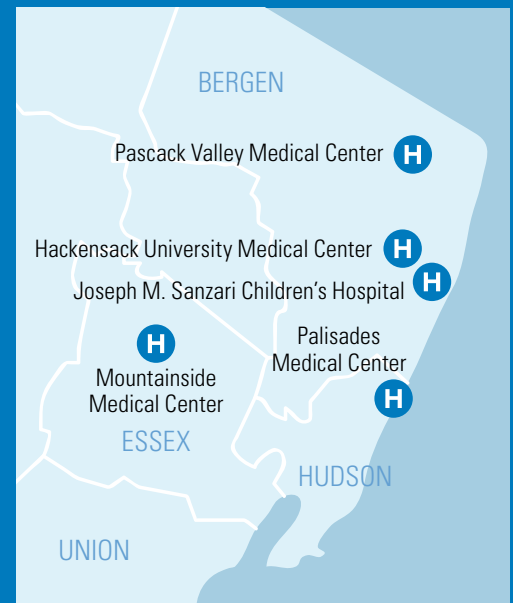 BERGEN
Pascack Valley Medical Center H
Hackensack University Medical Center H
Joseph M. Sanzari Children's Hospital H
H
Mountainside
Medical Center
Palisades
Medical Center
H
ESSEX
HUDSON
UNION